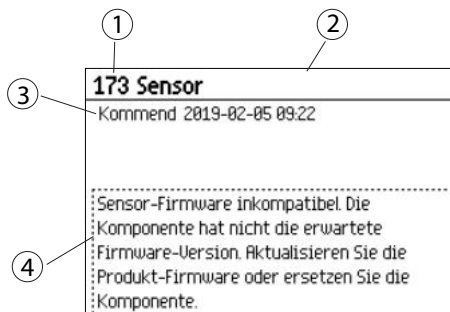 1
2
173 Sensor
3
Kommend 2019-02-05 09:22
Sensor-Firmware inkompatibel. Die
Komponente hat nicht die erwartete
Firmware-Version. Aktualisieren Sie die
4
Produkt-Firmware oder ersetzen Sie die
Komponente.